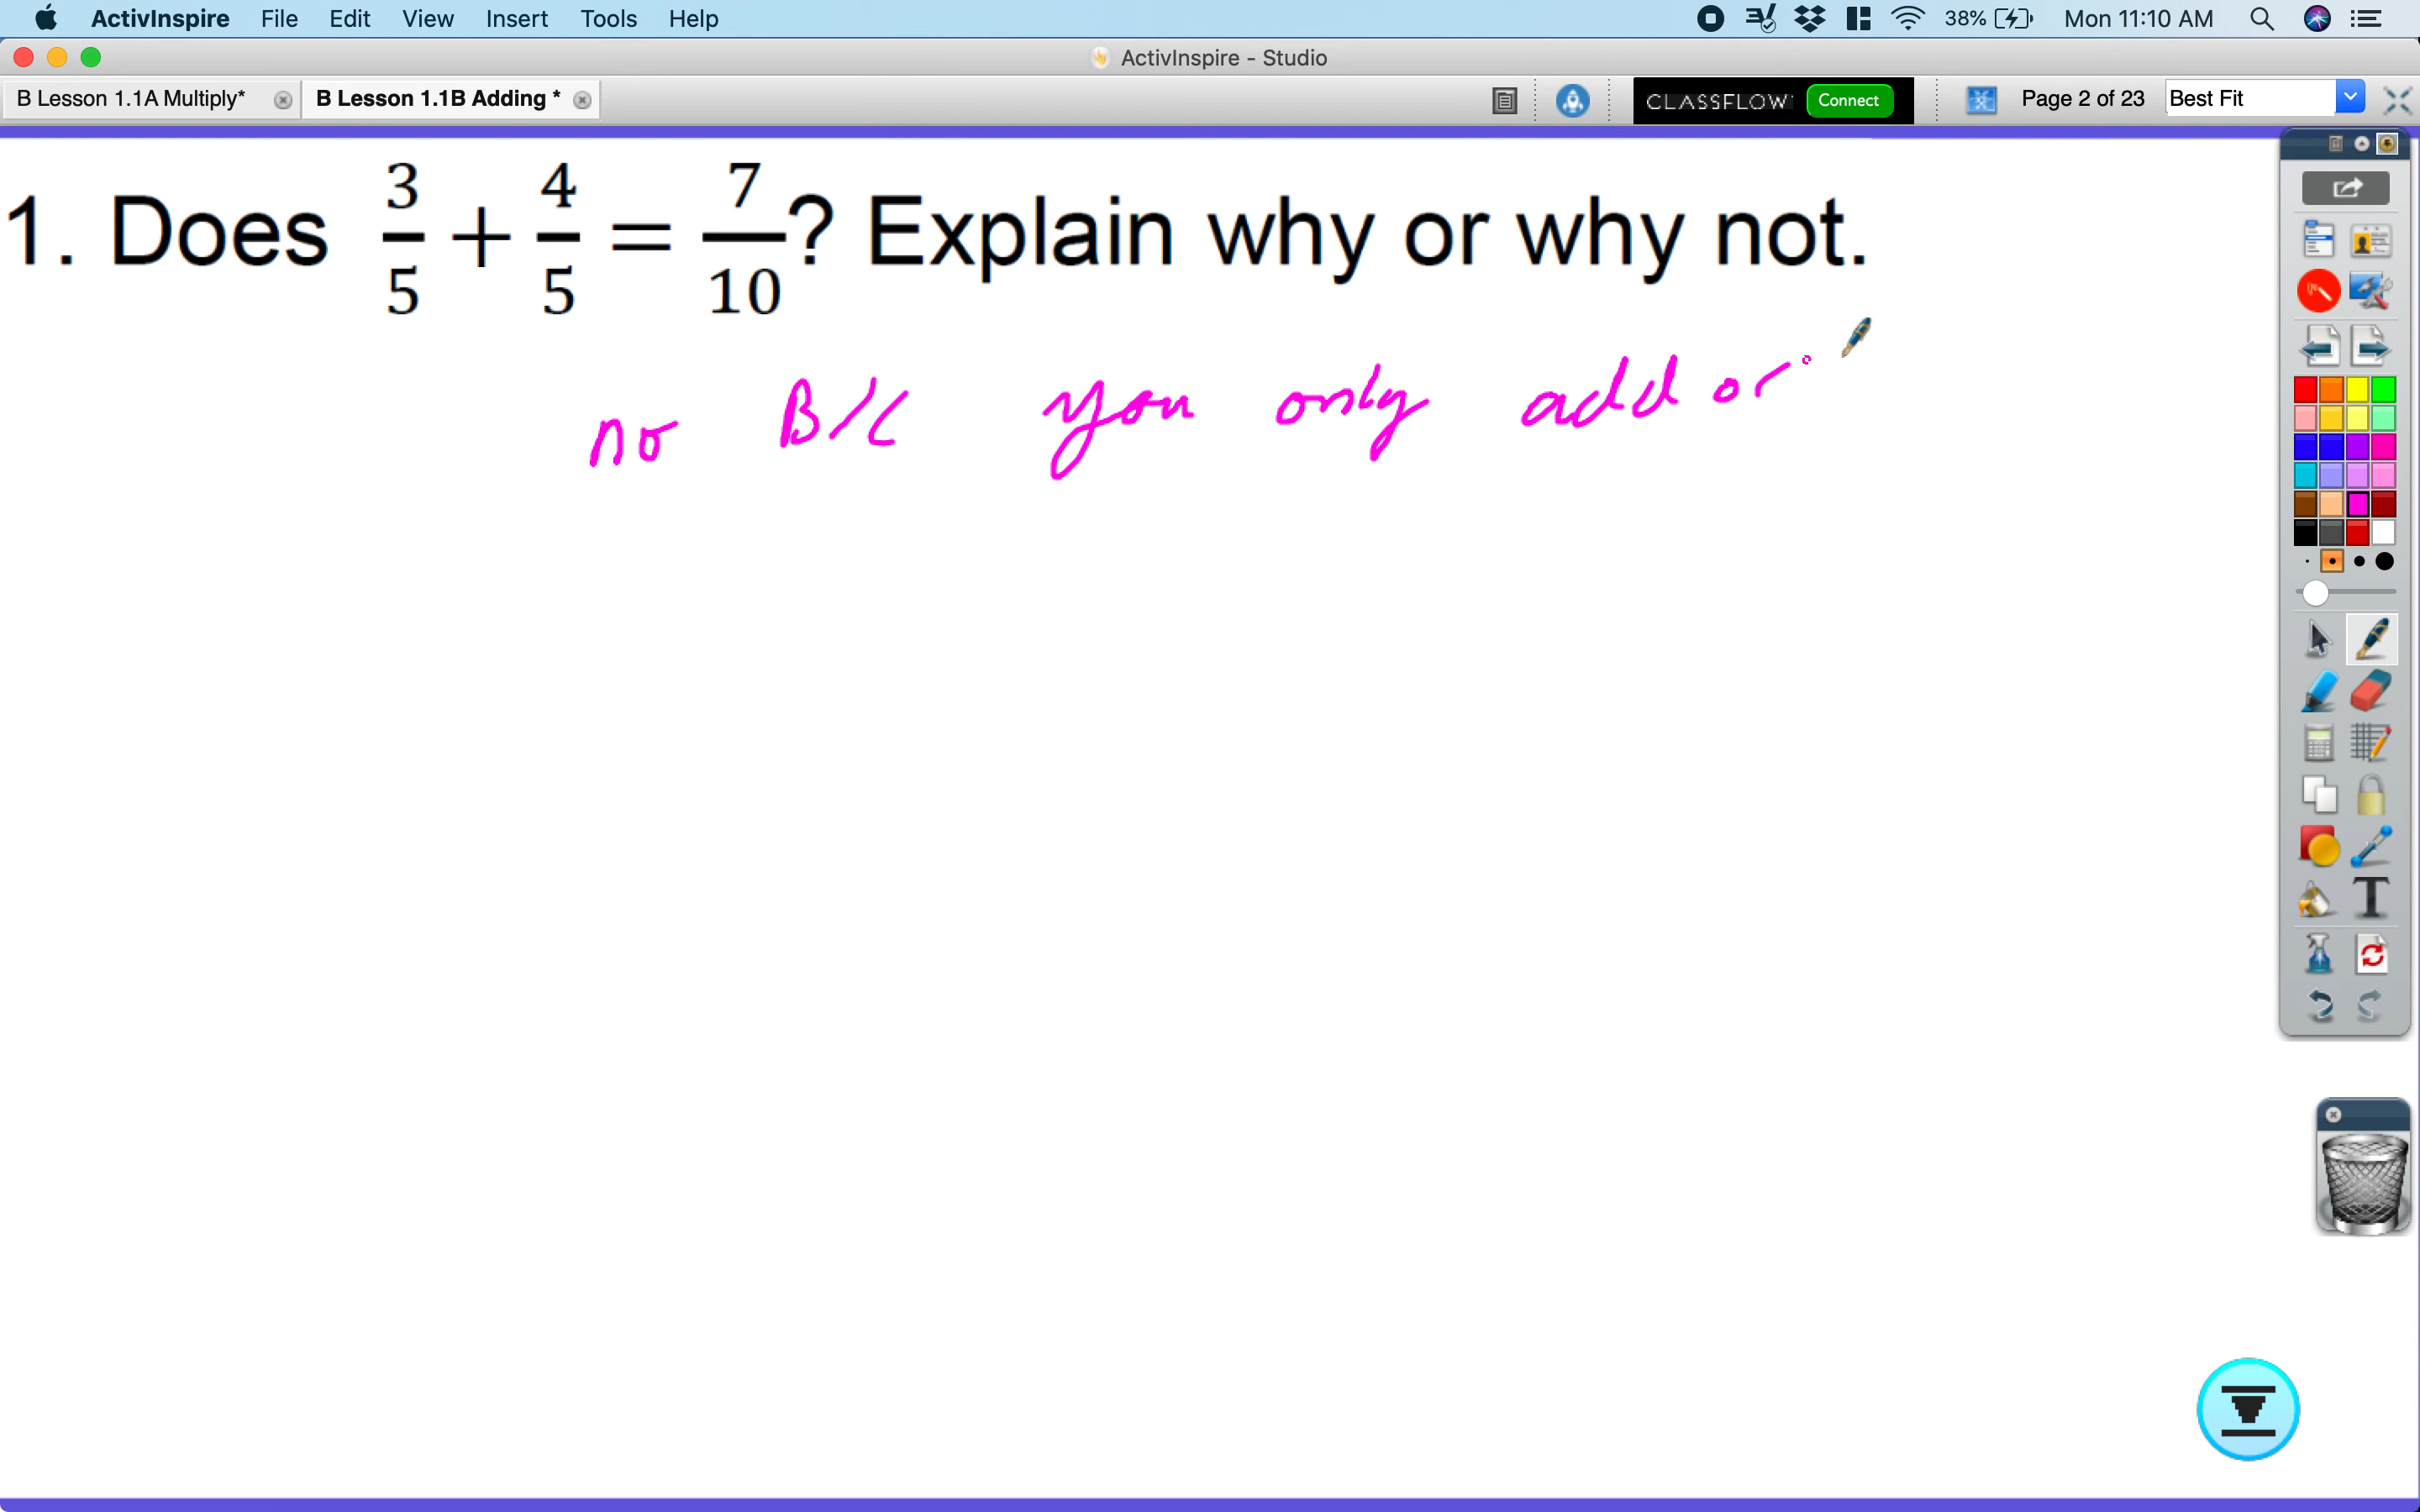 ActivInspire File Edit View Insert Tools Help 38% Mon 11:10 AM
ActivInspire - Studio
B Lesson 1.1A Multiply* B Lesson 1.1B Adding * CLASSFLOW Connect Page 2 of 23 Best Fit
1. Does 3/5 + 4/5 = 7/10? Explain why or why not.
no B/c you only add or
T